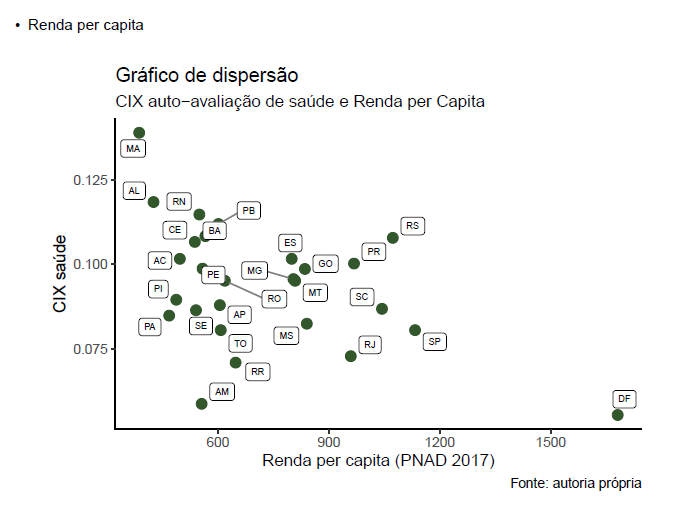 • Renda per capita
Gráfico de dispersão
CIX auto−avaliação de saúde e Renda per Capita
MA
AL
RN
PB
CE
BA
RS
ES
PR
AC
GO
MG
PE
PI
RO
MT
SC
AP
PA
SE
MS
SP
TO
RJ
RR
AM
DF
0.125
0.100
0.075
CIX saúde
600 900 1200 1500
Renda per capita (PNAD 2017)
Fonte: autoria própria